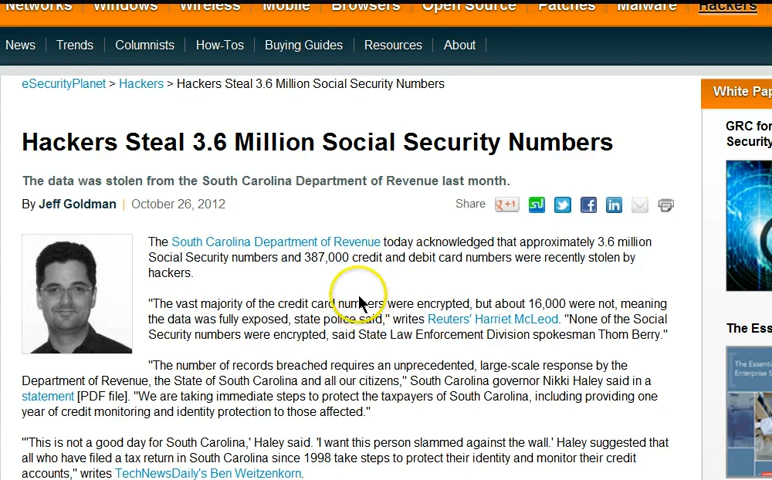 Networks Windows Wireless Mobile Browsers Open Source Patches Malware Hackers
News Trends Columnists How-Tos Buying Guides Resources About
eSecurityPlanet > Hackers > Hackers Steal 3.6 Million Social Security Numbers
White Pap
Hackers Steal 3.6 Million Social Security Numbers
GRC for
Security
The data was stolen from the South Carolina Department of Revenue last month.
By Jeff Goldman | October 26, 2012
Share
+1
The South Carolina Department of Revenue today acknowledged that approximately 3.6 million
Social Security numbers and 387,000 credit and debit card numbers were recently stolen by
hackers.
"The vast majority of the credit card numbers were encrypted, but about 16,000 were not, meaning
the data was fully exposed, state police said," writes Reuters' Harriet McLeod. "None of the Social
Security numbers were encrypted, said State Law Enforcement Division spokesman Thom Berry."
The Ess
"The number of records breached requires an unprecedented, large-scale response by the
Department of Revenue, the State of South Carolina and all our citizens," South Carolina governor Nikki Haley said in a
statement [PDF file]. "We are taking immediate steps to protect the taxpayers of South Carolina, including providing one
year of credit monitoring and identity protection to those affected."
"'This is not a good day for South Carolina,' Haley said. 'I want this person slammed against the wall.' Haley suggested that
all who have filed a tax return in South Carolina since 1998 take steps to protect their identity and monitor their credit
accounts," writes TechNewsDaily's Ben Weitzenkorn.